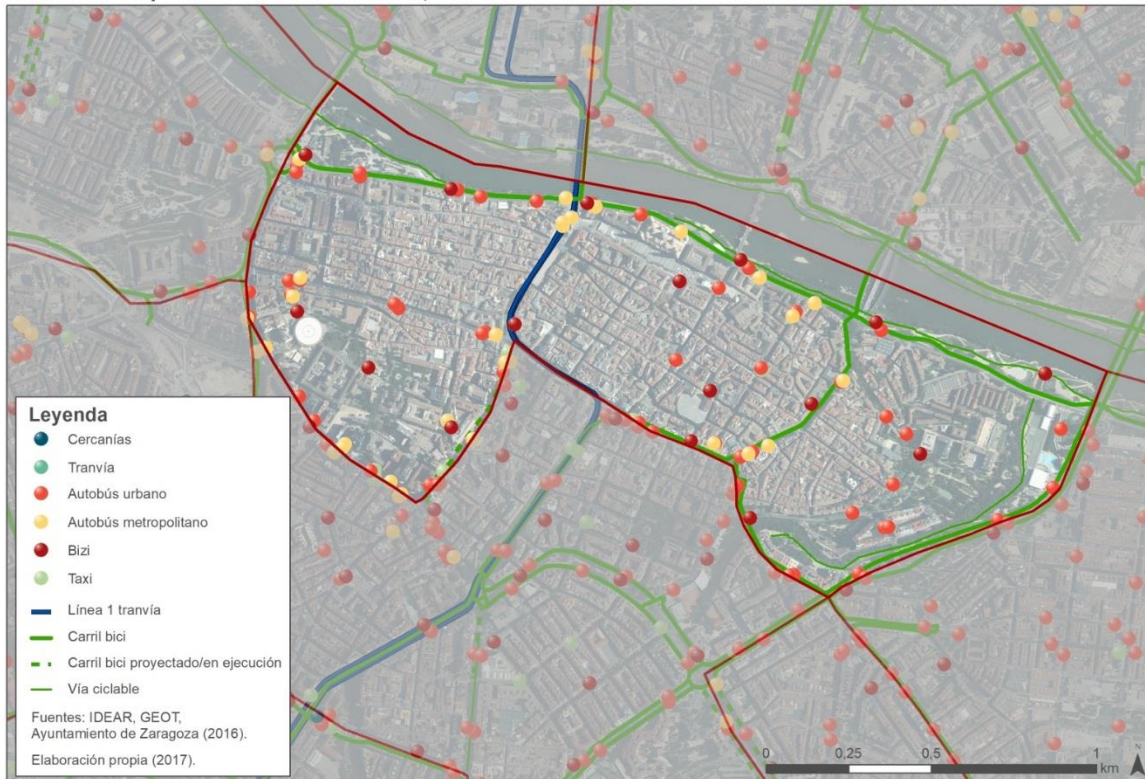 Leyenda
Cercanías
Tranvía
Autobús urbano
Autobús metropolitano
Bizi
Taxi
Línea 1 tranvía
Carril bici
Carril bici proyectado/en ejecución
Vía ciclable
Fuentes: IDEAR, GEOT,
Ayuntamiento de Zaragoza (2016).
Elaboración propia (2017).
0 0,25 0,5 1
km
N